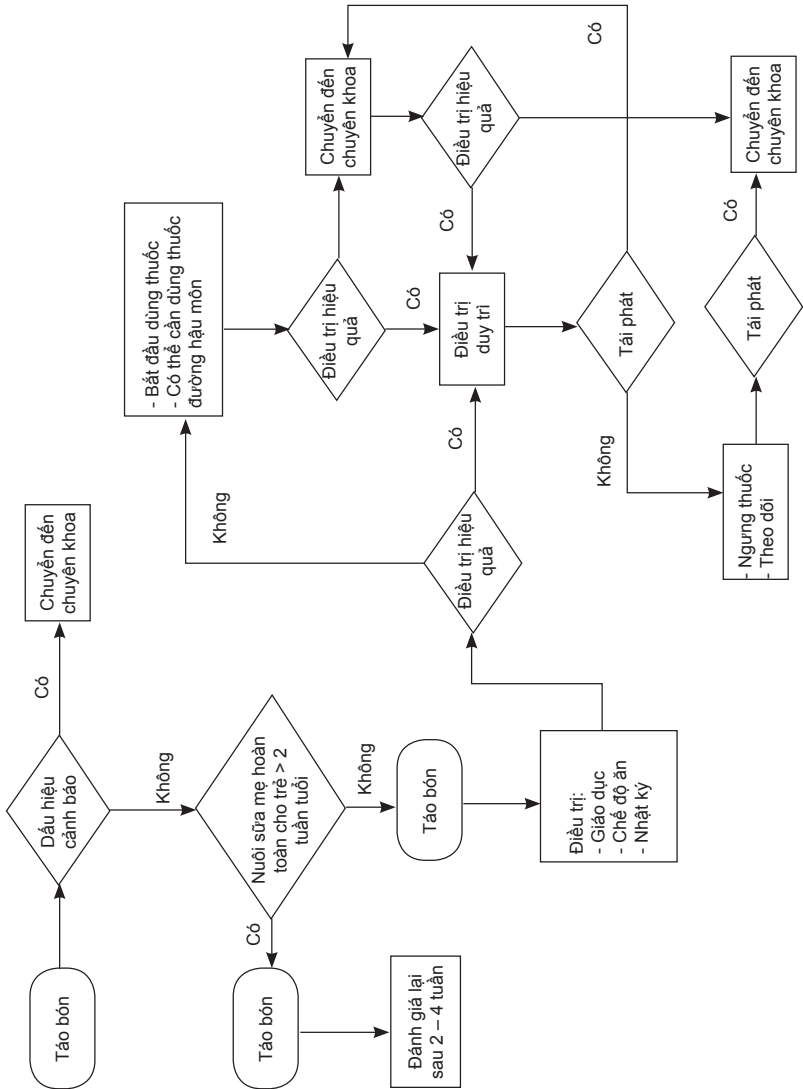 Táo bón
Dấu hiệu
cảnh báo
Có
Chuyển đến
chuyên khoa
Không
Nuôi sữa mẹ hoàn
toàn cho trẻ > 2
tuần tuổi
Có
Táo bón
Đánh giá lại
sau 2 – 4 tuần
Không
Táo bón
Điều trị:
- Giáo dục
- Chế độ ăn
- Nhật ký
Điều trị hiệu
quả
Không
- Bắt đầu dùng thuốc
- Có thể cần dùng thuốc
đường hậu môn
Có
Điều trị hiệu
quả
Có
Chuyển đến
chuyên khoa
Điều trị
duy trì
Có
Điều trị hiệu
quả
Tái phát
Có
Không
- Ngưng thuốc
- Theo dõi
Tái phát
Có
Chuyển đến
chuyên khoa